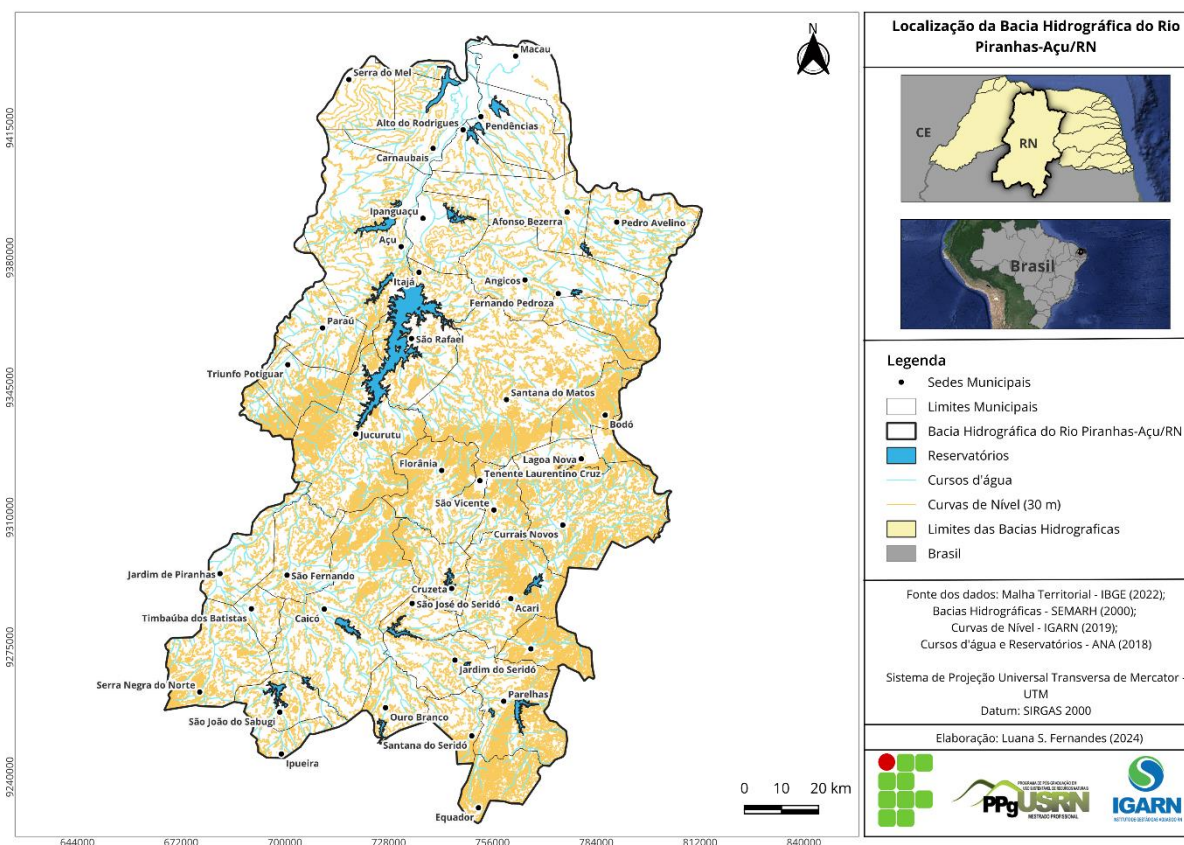 N
Macau
Serra do Mel
Alto do Rodrigues
Pendências
Carnaubais
Ipanguaçu
Afonso Bezerra
Pedro Avelino
Açu
Itajá
Angicos
Fernando Pedroza
Paraú
São Rafael
Triunfo Potiguar
Santana do Matos
Bodó
Jucurutu
Lagoa Nova
Florânia
Tenente Laurentino Cruz
São Vicente
Currais Novos
Jardim de Piranhas
São Fernando
Cruzeta
São José do Seridó
Acari
Timbaúba dos Batistas
Caicó
Jardim do Seridó
Serra Negra do Norte
Parelhas
São João do Sabugi
Ouro Branco
Santana do Seridó
Ipueira
Equador
0 10 20 km
9415000
9380000
9345000
9310000
9275000
9240000
644000 672000 700000 728000 756000 784000 812000 840000
Localização da Bacia Hidrográfica do Rio
Piranhas-Açu/RN
CE
RN
Brasil
Legenda
Sedes Municipais
Limites Municipais
Bacia Hidrográfica do Rio Piranhas-Açu/RN
Reservatórios
Cursos d'água
Curvas de Nível (30 m)
Limites das Bacias Hidrograficas
Brasil
Fonte dos dados: Malha Territorial - IBGE (2022);
Bacias Hidrográficas - SEMARH (2000);
Curvas de Nível - IGARN (2019);
Cursos d'água e Reservatórios - ANA (2018)
Sistema de Projeção Universal Transversa de Mercator -
UTM
Datum: SIRGAS 2000
Elaboração: Luana S. Fernandes (2024)
PPgUSRN
MESTRADO PROFISSIONAL
IGARN